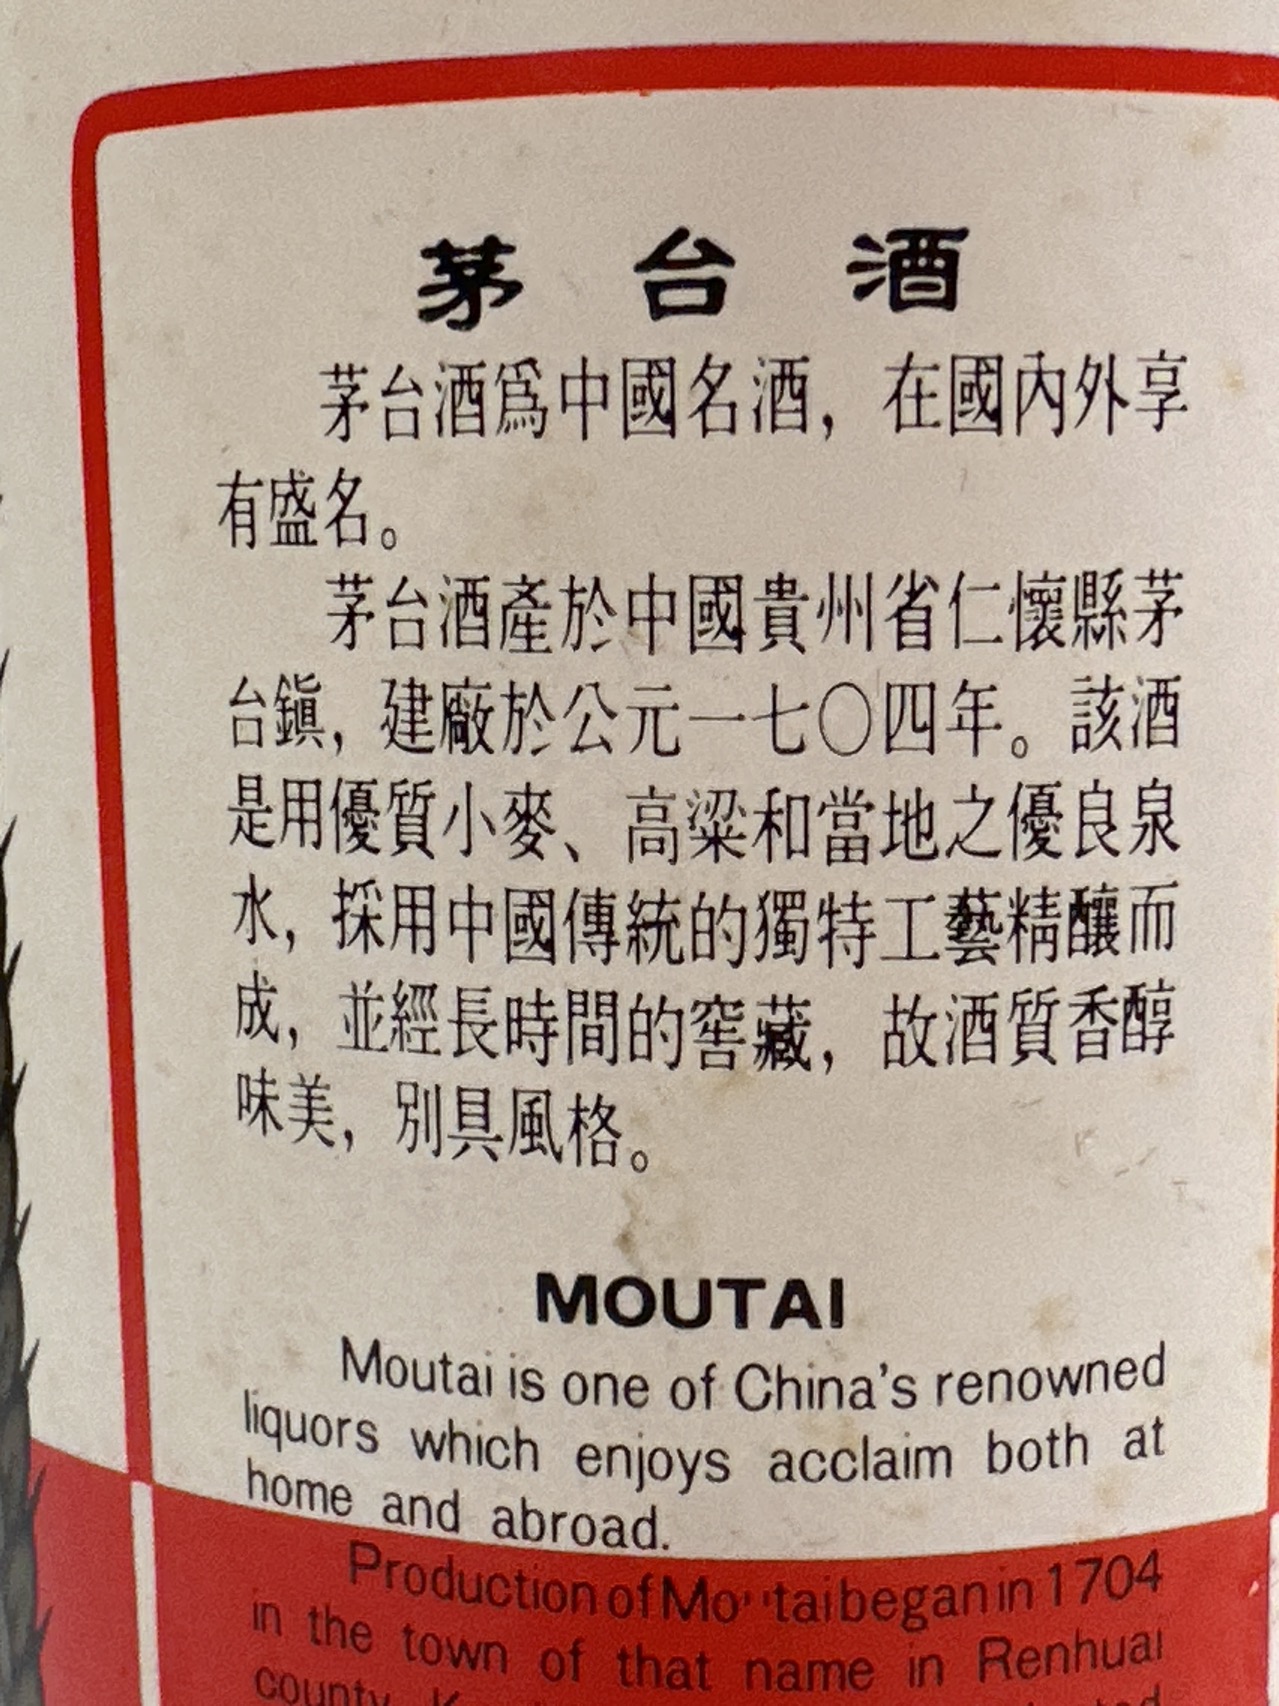 茅台酒
茅台酒爲中國名酒，在國內外享
有盛名。
茅台酒產於中國貴州省仁懷縣茅
台鎭，建廠於公元一七〇四年。該酒
是用優質小麥、高粱和當地之優良泉
水，採用中國傳統的獨特工藝精釀而
成，並經長時間的窖藏，故酒質香醇
味美，別具風格。
MOUTAI
Moutai is one of China's renowned
liquors which enjoys acclaim both at
home and abroad.
Production of Moutai began in 1704
in the town of that name in Renhuai
county